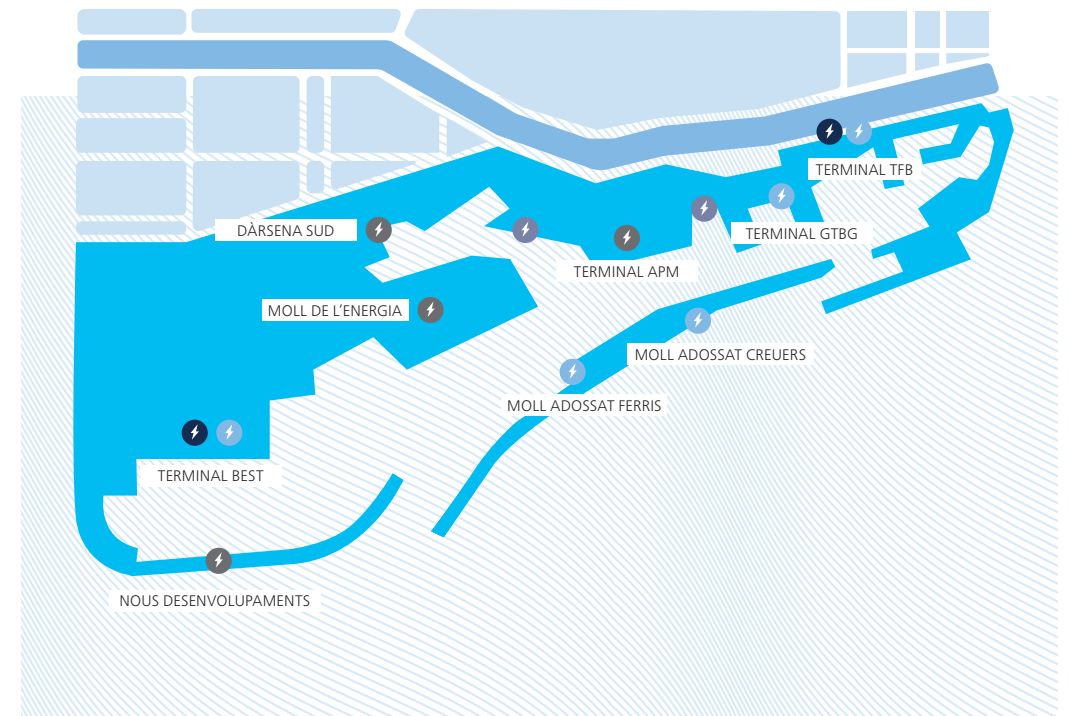 TERMINAL TFB
DÀRSENA SUD
TERMINAL GTBG
TERMINAL APM
MOLL DE L’ENERGIA
MOLL ADOSSAT CREUERS
MOLL ADOSSAT FERRIS
TERMINAL BEST
NOUS DESENVOLUPAMENTS